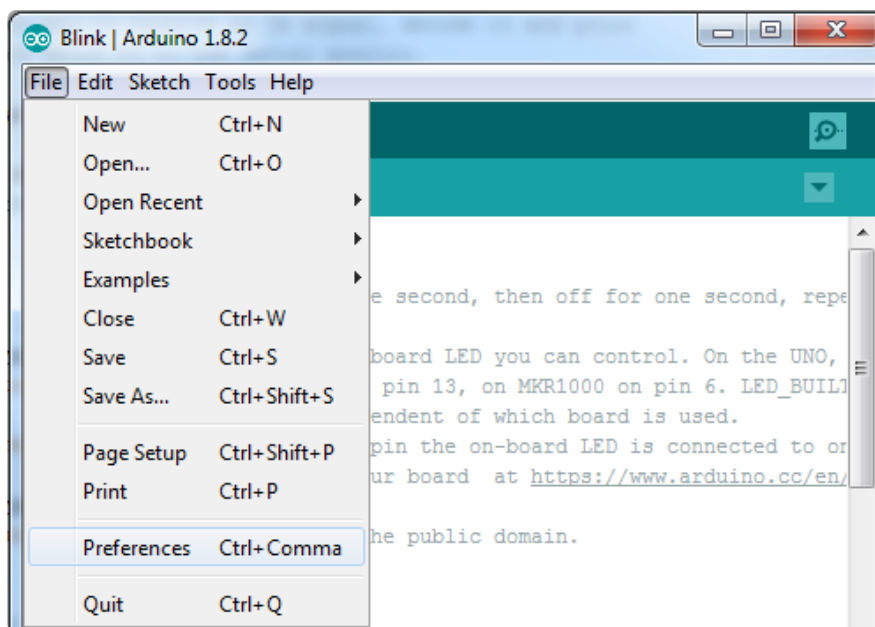 Blink | Arduino 1.8.2
File Edit Sketch Tools Help
New Ctrl+N
Open... Ctrl+O
Open Recent
Sketchbook
Examples
Close Ctrl+W
Save Ctrl+S
Save As... Ctrl+Shift+S
Page Setup Ctrl+Shift+P
Print Ctrl+P
Preferences Ctrl+Comma
Quit Ctrl+Q
e second, then off for one second, repe
board LED you can control. On the UNO,
pin 13, on MKR1000 on pin 6. LED_BUILT
endent of which board is used.
pin the on-board LED is connected to on
ur board at https://www.arduino.cc/en/
he public domain.